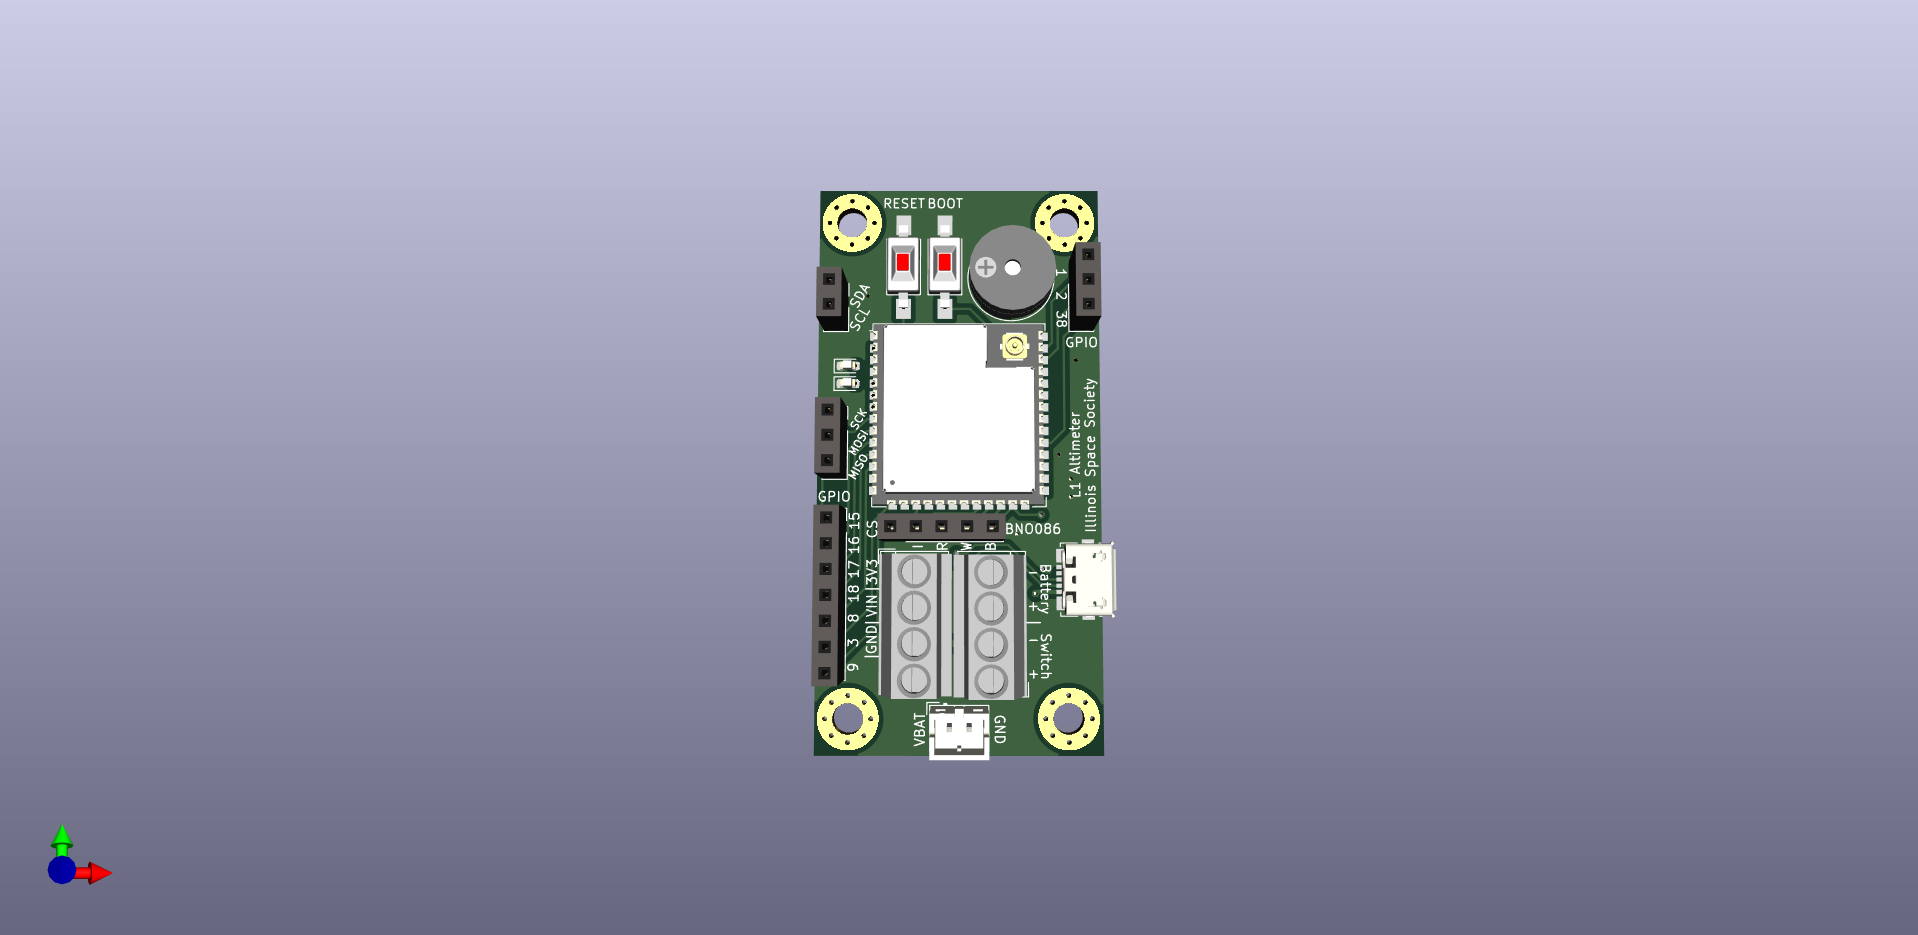 RESET BOOT
SDA
SCL
1
2
38
GPIO
SCK
MOSI
MISO
L1 Altimeter
Illinois Space Society
GPIO
15
16
17
18
8
3
9
CS
I
R
W
B
BNO086
|GND|VIN|3V3
- Battery +
- Switch +
VBAT
GND